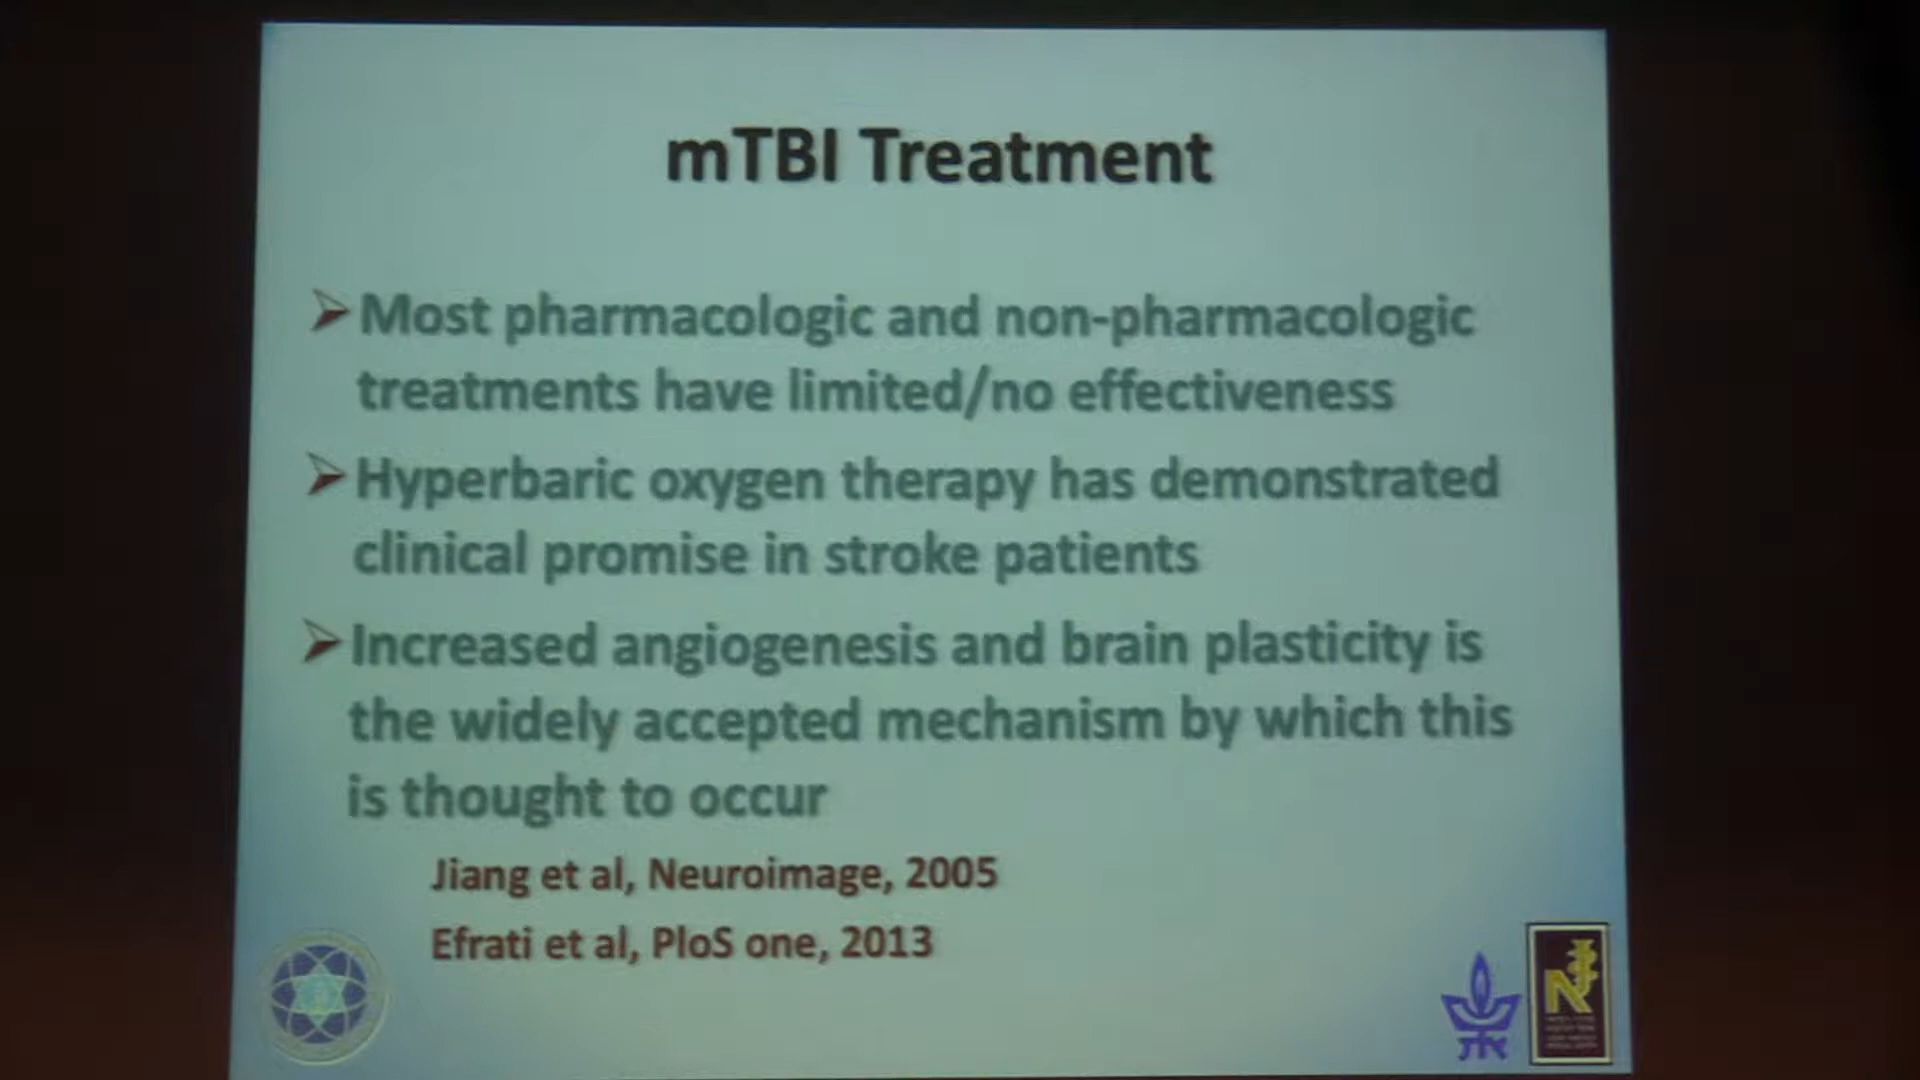 mTBI Treatment
Most pharmacologic and non-pharmacologic
treatments have limited/no effectiveness
Hyperbaric oxygen therapy has demonstrated
clinical promise in stroke patients
Increased angiogenesis and brain plasticity is
the widely accepted mechanism by which this
is thought to occur
Jiang et al, Neuroimage, 2005
Efrati et al, PloS one, 2013